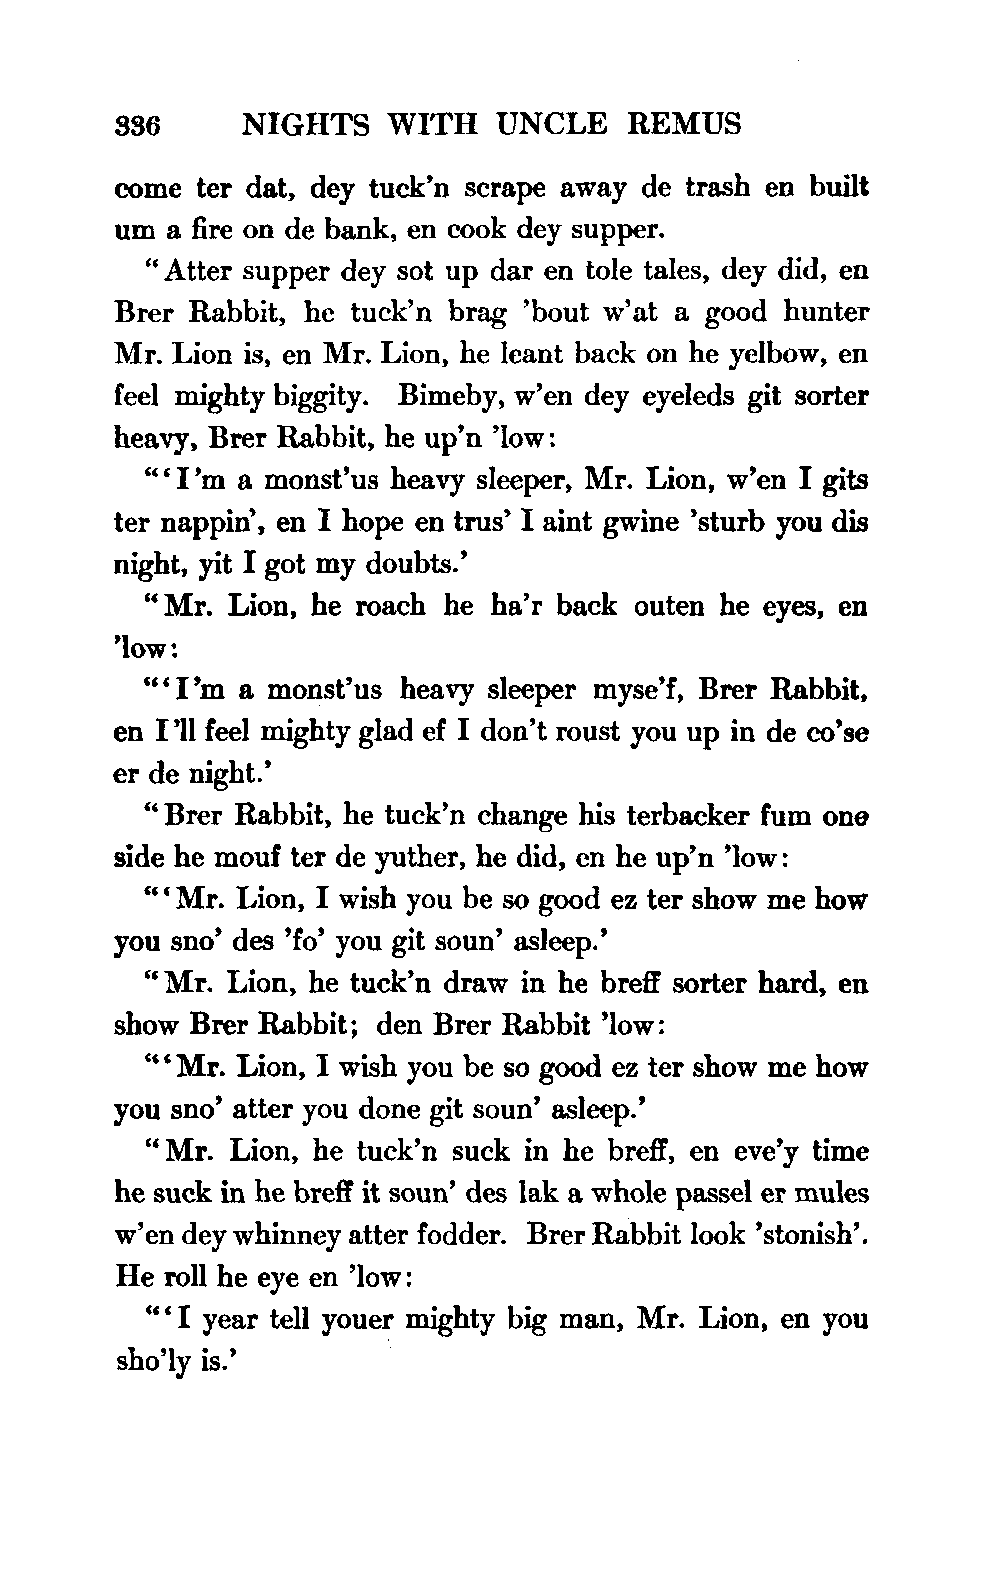 336 NIGHTS WITH UNCLE REMUS
come ter dat, dey tuck'n scrape away de trash en built
um a fire on de bank, en cook dey supper.
"Atter supper dey sot up dar en tole tales, dey did, en
Brer Rabbit, he tuck'n brag 'bout w'at a good hunter
Mr. Lion is, en Mr. Lion, he leant back on he yelbow, en
feel mighty biggity. Bimeby, w'en dey eyeleds git sorter
heavy, Brer Rabbit, he up'n 'low:
"'I'm a monst'us heavy sleeper, Mr. Lion, w'en I gits
ter nappin', en I hope en trus' I aint gwine 'sturb you dis
night, yit I got my doubts.'
"Mr. Lion, he roach he ha'r back outen he eyes, en
'low:
"'I'm a monst'us heavy sleeper myse'f, Brer Rabbit,
en I'll feel mighty glad ef I don't roust you up in de co'se
er de night.'
"Brer Rabbit, he tuck'n change his terbacker fum one
side he mouf ter de yuther, he did, en he up'n 'low:
"'Mr. Lion, I wish you be so good ez ter show me how
you sno' des 'fo' you git soun' asleep.'
"Mr. Lion, he tuck'n draw in he breff sorter hard, en
show Brer Rabbit; den Brer Rabbit 'low:
"'Mr. Lion, I wish you be so good ez ter show me how
you sno' atter you done git soun' asleep.'
"Mr. Lion, he tuck'n suck in he breff, en eve'y time
he suck in he breff it soun' des lak a whole passel er mules
w'en dey whinney atter fodder. Brer Rabbit look 'stonish'.
He roll he eye en 'low:
"'I year tell youer mighty big man, Mr. Lion, en you
sho'ly is.'